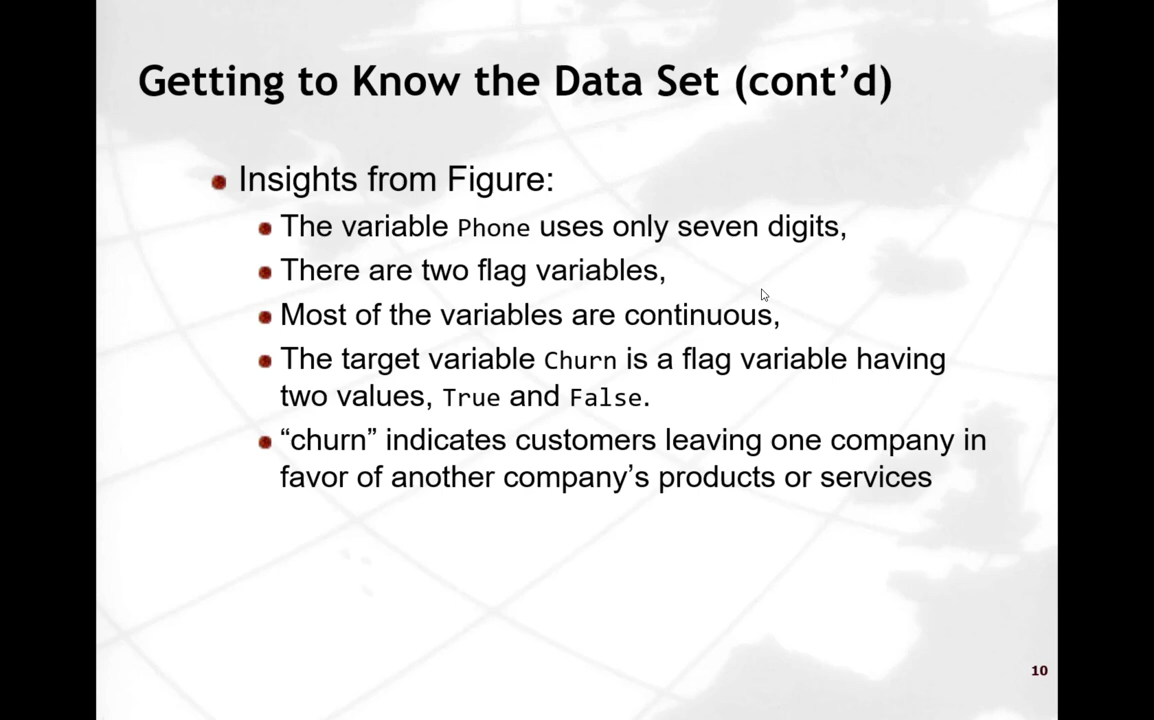 Getting to Know the Data Set (cont’d)
Insights from Figure:
The variable Phone uses only seven digits,
There are two flag variables,
Most of the variables are continuous,
The target variable Churn is a flag variable having
two values, True and False.
“churn” indicates customers leaving one company in
favor of another company’s products or services
10